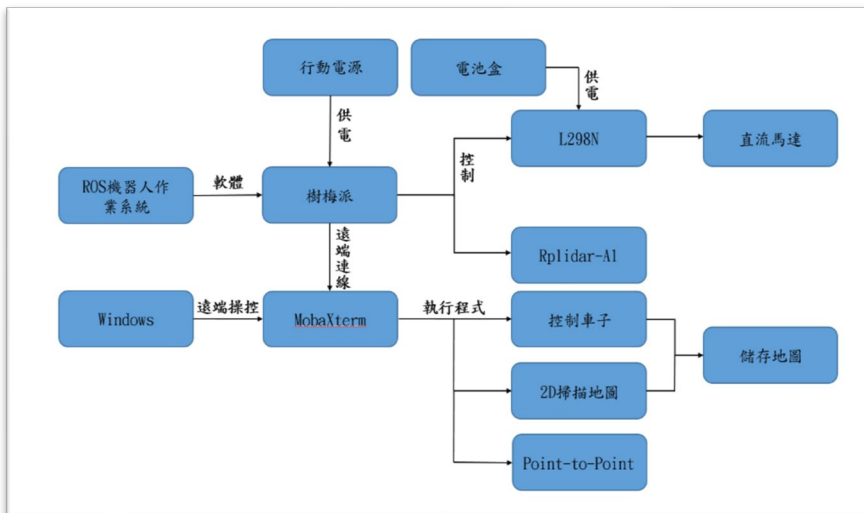 行動電源
電池盒
供電
供電
L298N
直流馬達
控制
ROS機器人作
業系統
軟體
樹梅派
遠端連線
Rplidar-A1
Windows
遠端操控
MobaXterm
執行程式
控制車子
儲存地圖
2D掃描地圖
Point-to-Point